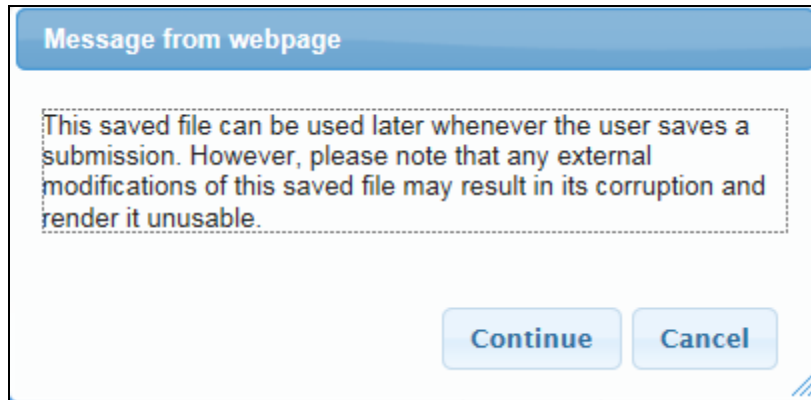 Message from webpage
This saved file can be used later whenever the user saves a
submission. However, please note that any external
modifications of this saved file may result in its corruption and
render it unusable.
Continue Cancel